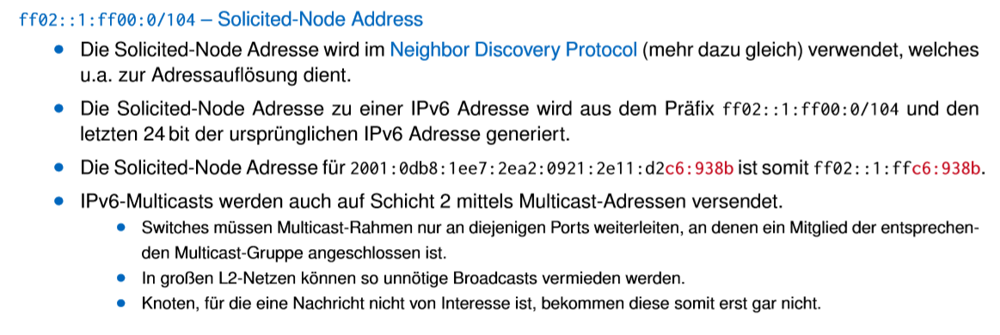 ff02::1:ff00:0/104 – Solicited-Node Address
• Die Solicited-Node Adresse wird im Neighbor Discovery Protocol (mehr dazu gleich) verwendet, welches
u.a. zur Adressauflösung dient.
• Die Solicited-Node Adresse zu einer IPv6 Adresse wird aus dem Präfix ff02::1:ff00:0/104 und den
letzten 24 bit der ursprünglichen IPv6 Adresse generiert.
• Die Solicited-Node Adresse für 2001:0db8:1ee7:2ea2:0921:2e11:d2c6:938b ist somit ff02::1:ffc6:938b.
• IPv6-Multicasts werden auch auf Schicht 2 mittels Multicast-Adressen versendet.
• Switches müssen Multicast-Rahmen nur an diejenigen Ports weiterleiten, an denen ein Mitglied der entsprechen-
den Multicast-Gruppe angeschlossen ist.
• In großen L2-Netzen können so unnötige Broadcasts vermieden werden.
• Knoten, für die eine Nachricht nicht von Interesse ist, bekommen diese somit erst gar nicht.